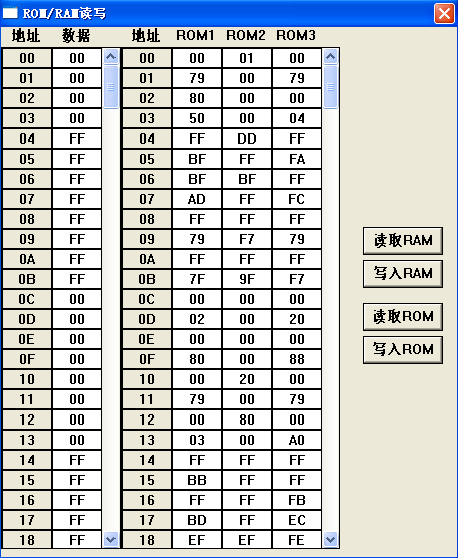 ROM/RAM读写
地址 数据 地址 ROM1 ROM2 ROM3
00 00 00 00 01 00
01 00 01 79 00 79
02 00 02 80 00 00
03 00 03 50 00 04
04 FF 04 FF DD FF
05 FF 05 BF FF FA
06 FF 06 BF BF FF
07 FF 07 AD FF FC
08 FF 08 FF FF FF
09 FF 09 79 F7 79
0A FF 0A FF FF FF
0B FF 0B 7F 9F F7
0C 00 0C 00 00 00
0D 00 0D 02 00 20
0E 00 0E 00 00 00
0F 00 0F 80 00 88
10 00 10 00 20 00
11 00 11 79 00 79
12 00 12 00 80 00
13 00 13 03 00 A0
14 FF 14 FF FF FF
15 FF 15 BB FF FF
16 FF 16 FF FF FB
17 FF 17 BD FF EC
18 FF 18 EF EF FE
读取RAM
写入RAM
读取ROM
写入ROM